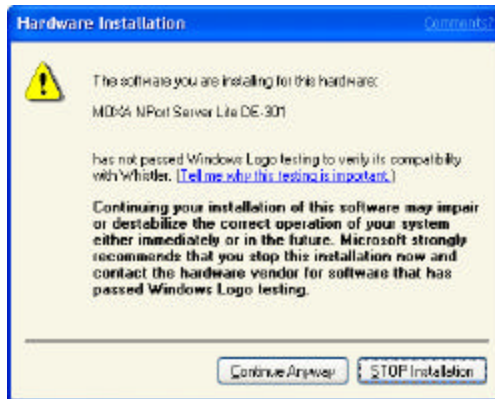 Hardware Installation
Comments?
The software you are installing for this hardware:
MOXA NPort Server Lite DE-301
has not passed Windows Logo testing to verify its compatibility
with Whistler. (Tell me why this testing is important.)
Continuing your installation of this software may impair
or destabilize the correct operation of your system
either immediately or in the future. Microsoft strongly
recommends that you stop this installation now and
contact the hardware vendor for software that has
passed Windows Logo testing.
Continue Anyway
STOP Installation